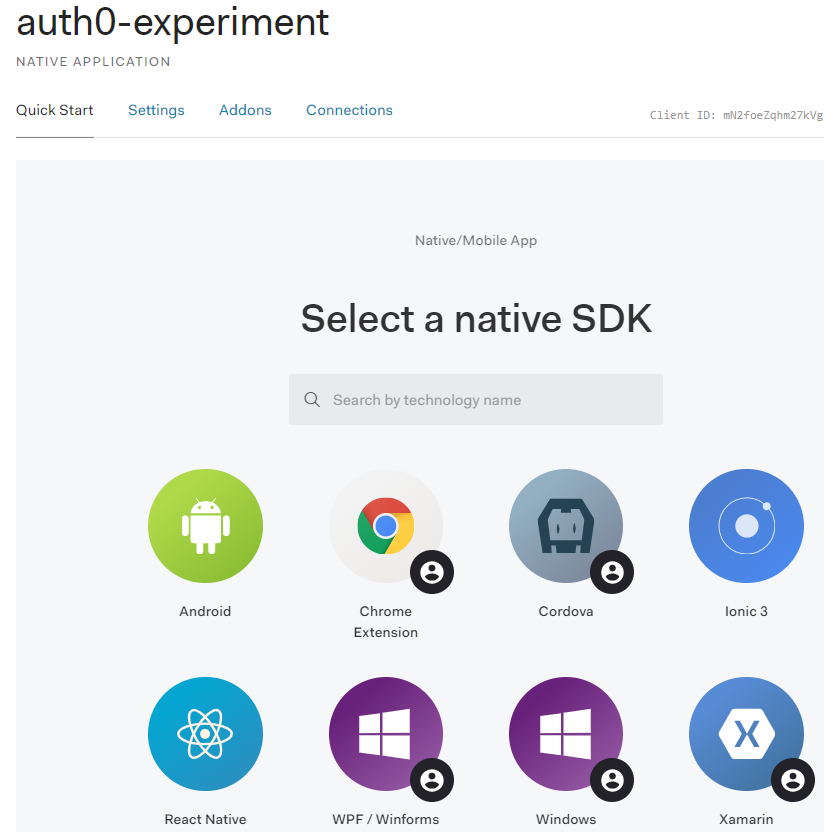 auth0-experiment
NATIVE APPLICATION
Quick Start Settings Addons Connections
Client ID: mN2foeZqhm27kVg
Native/Mobile App
Select a native SDK
Search by technology name
Android Chrome Extension Cordova Ionic 3
React Native WPF / Winforms Windows Xamarin